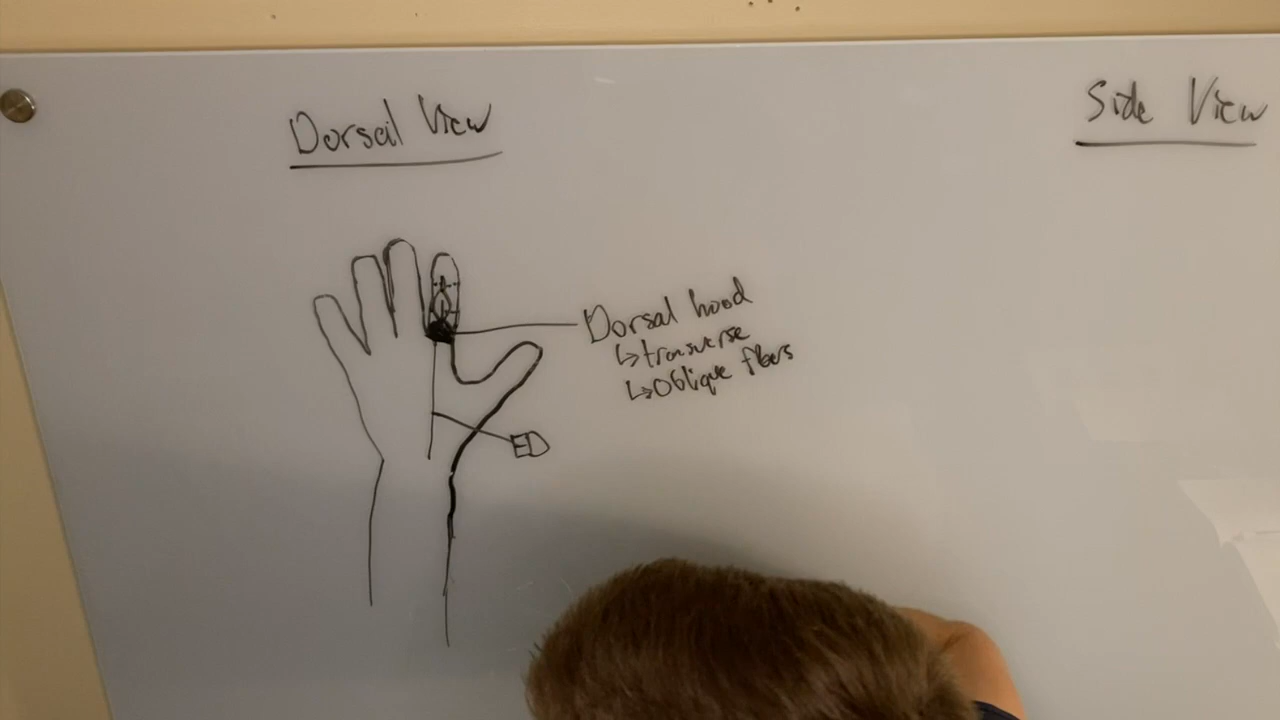 Dorsal View
Side View
Dorsal hood
↳transverse
↳Oblique fibers
ED